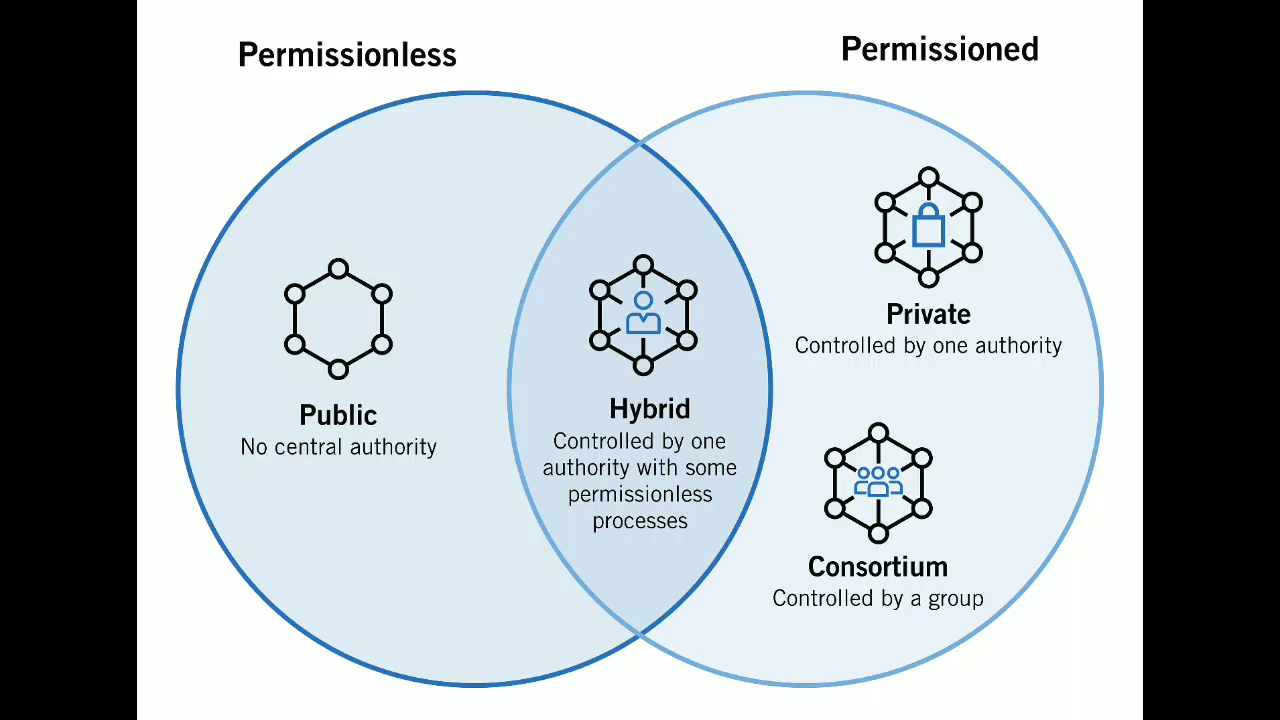 Permissionless
Permissioned
Public
No central authority
Hybrid
Controlled by one
authority with some
permissionless
processes
Private
Controlled by one authority
Consortium
Controlled by a group